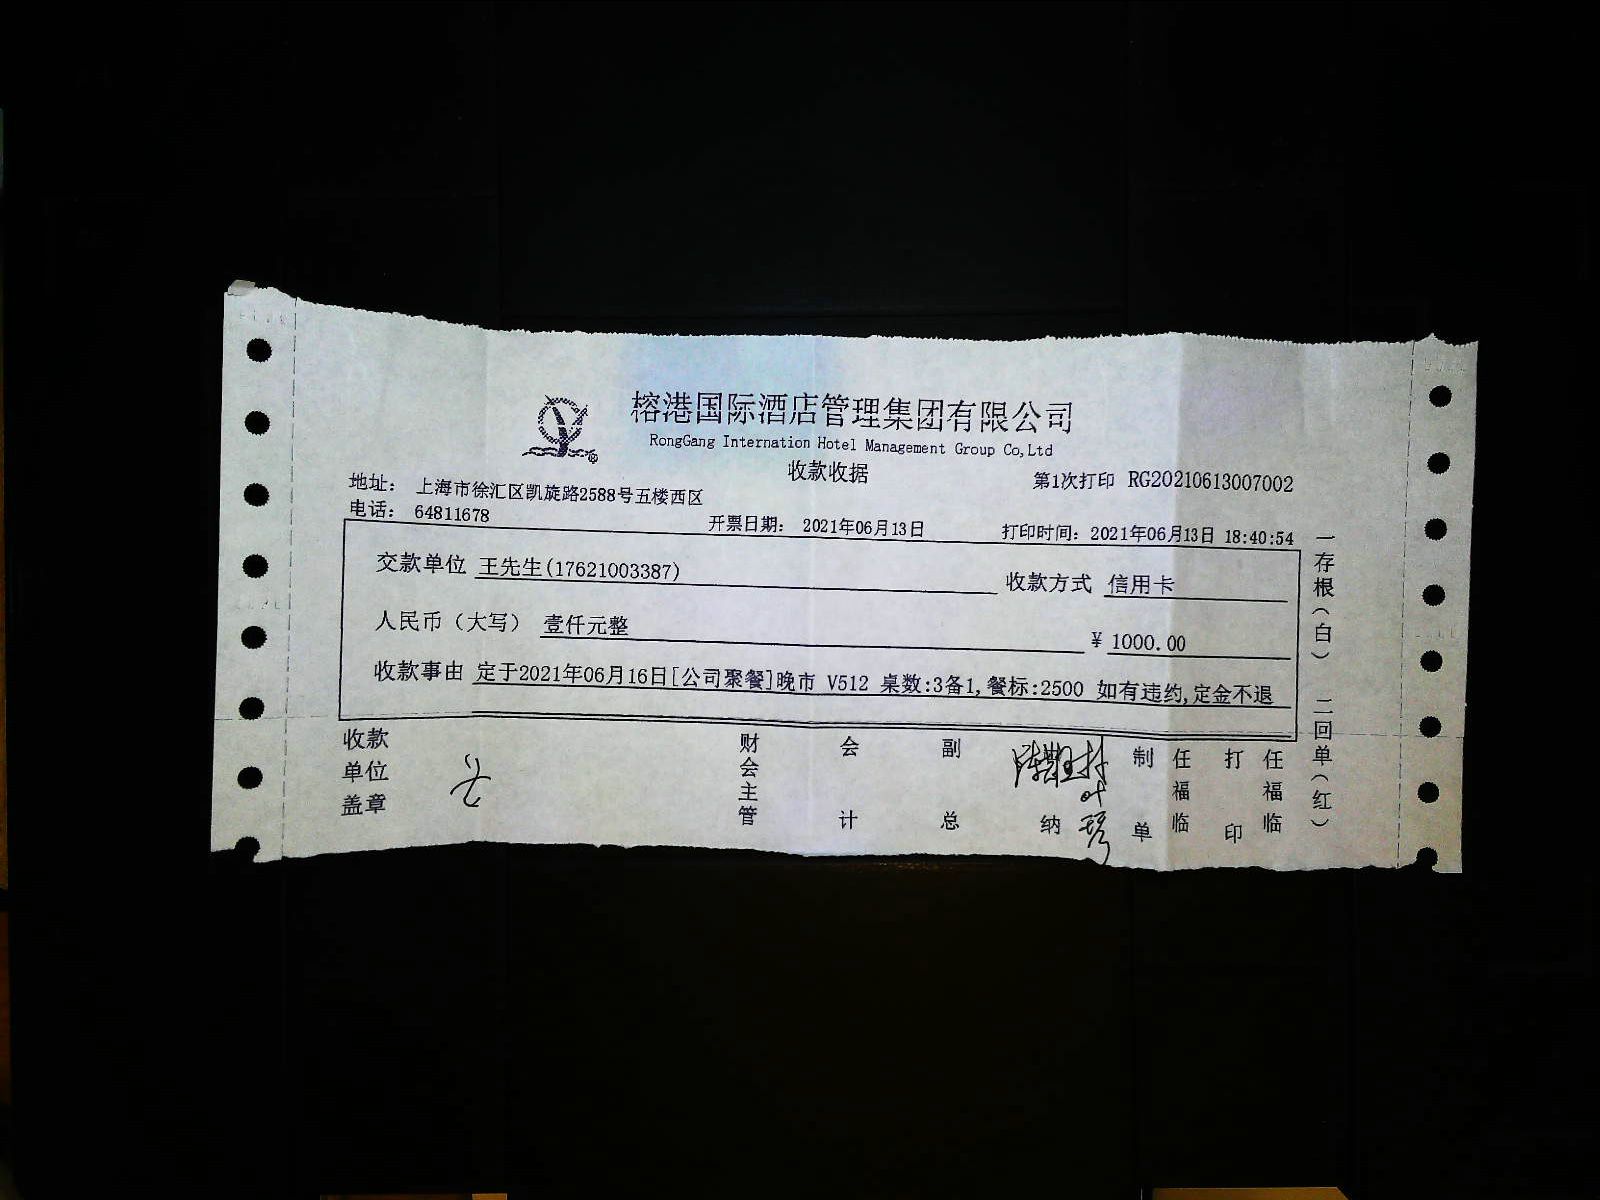 榕港国际酒店管理集团有限公司
RongGang Internation Hotel Management Group Co,Ltd
收款收据
第1次打印 RG20210613007002
地址： 上海市徐汇区凯旋路2588号五楼西区
电话： 64811678
开票日期： 2021年06月13日
打印时间：2021年06月13日 18:40:54
交款单位 王先生(17621003387)
收款方式 信用卡
人民币（大写） 壹仟元整
¥ 1000.00
收款事由 定于2021年06月16日[公司聚餐]晚市 V512 桌数:3备1,餐标:2500 如有违约,定金不退
收款单位盖章
财会主管
会计
副总
纳
制单
任福临
打印
任福临
一存根（白） 二回单（红）